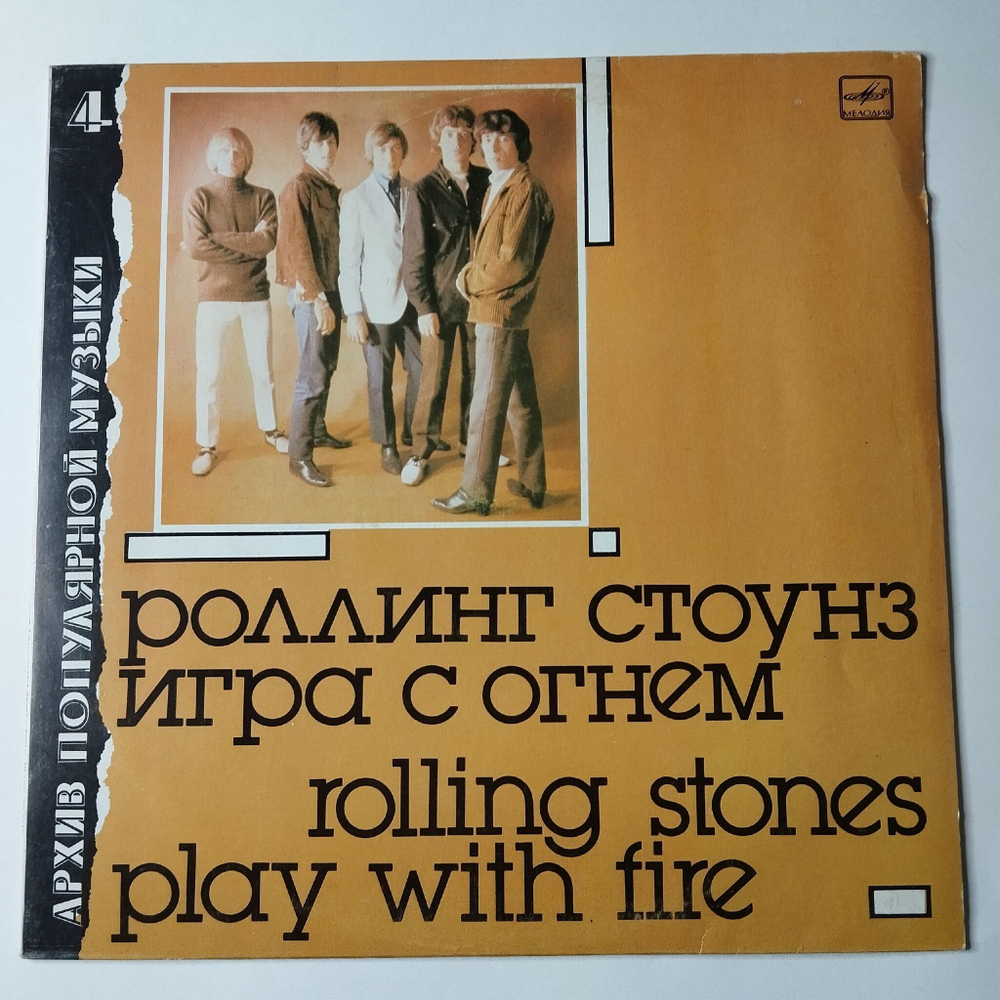 4
АРХИВ ПОПУЛЯРНОЙ МУЗЫКИ
МЕЛОДИЯ
РОЛЛИНГ СТОУНЗ
ИГРА С ОГНЕМ
rolling stones
play with fire